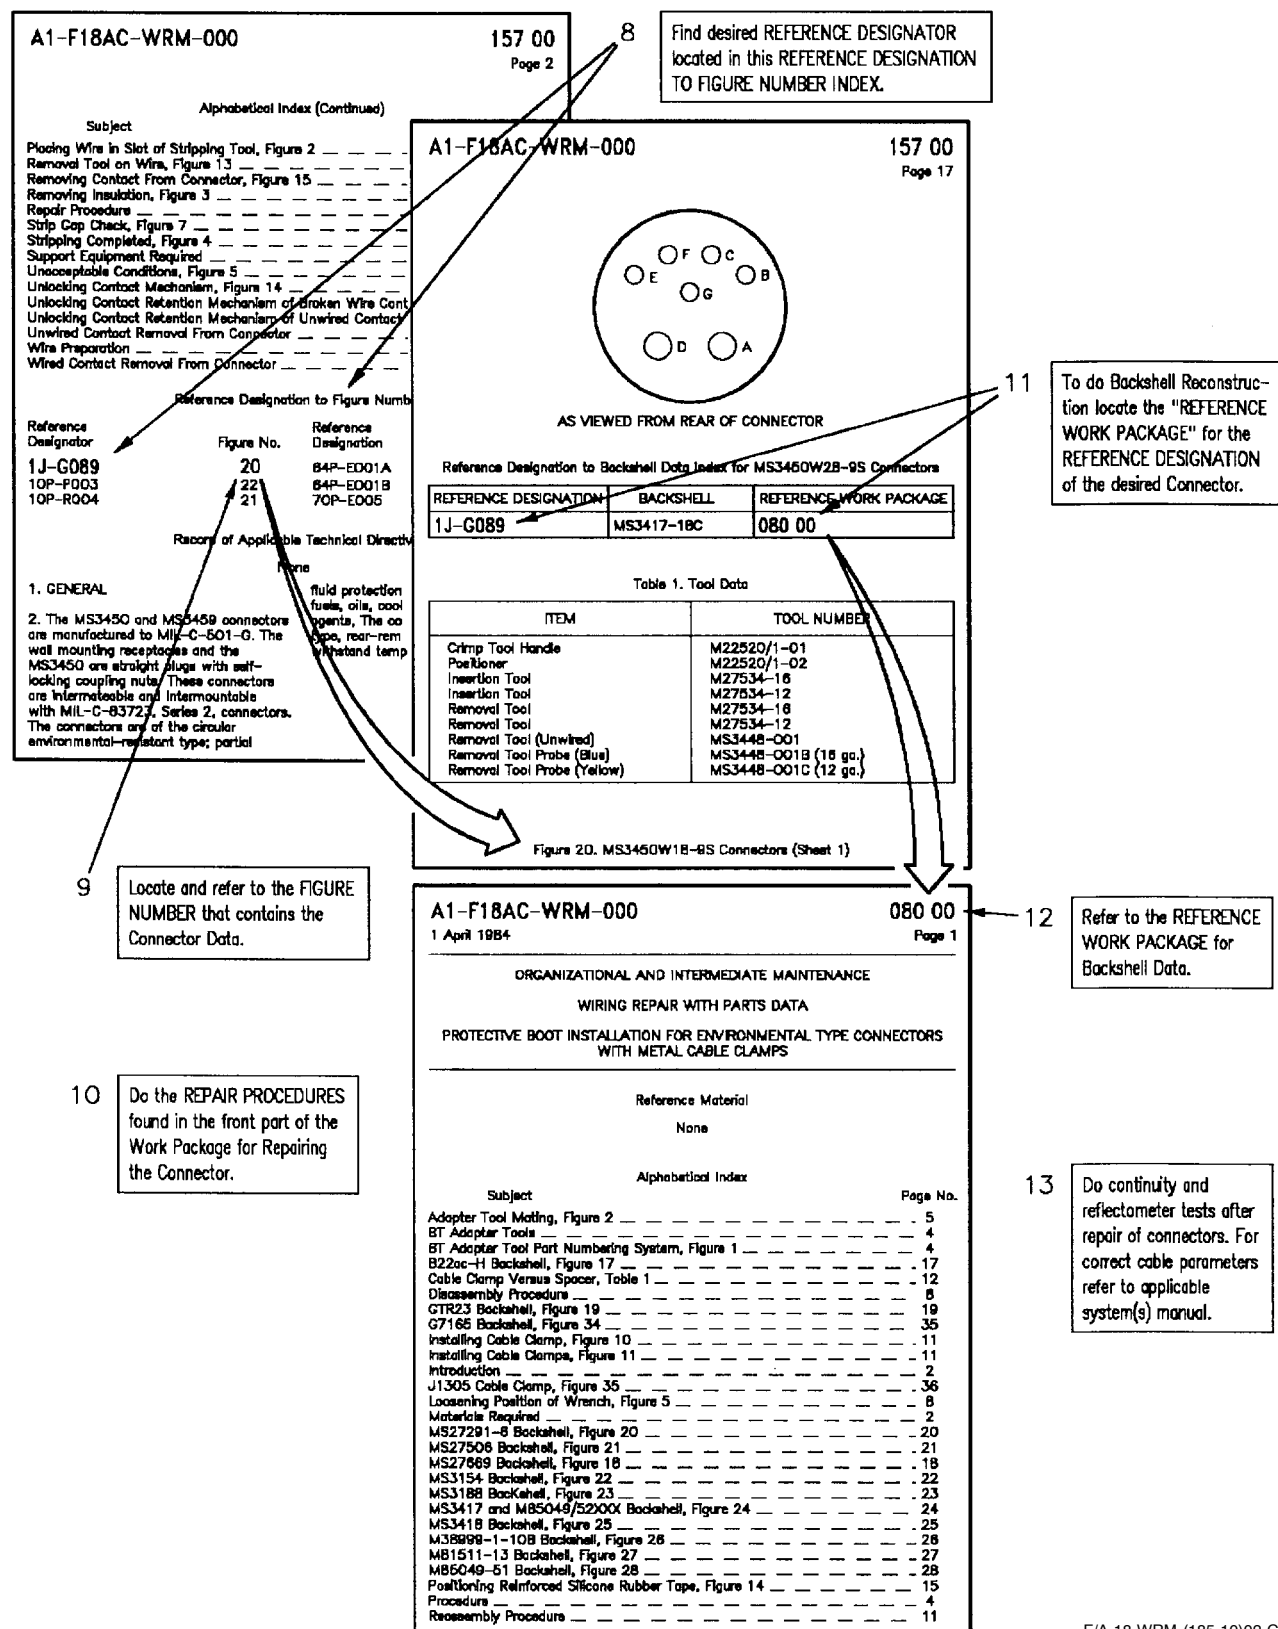 A1-F18AC-WRM-000 157 00
Page 2
Alphabetical Index (Continued)
Subject
Placing Wire in Slot of Stripping Tool, Figure 2
Removal Tool on Wire, Figure 13
Removing Contact From Connector, Figure 15
Removing Insulation, Figure 3
Repair Procedure
Strip Gap Check, Figure 7
Stripping Completed, Figure 4
Support Equipment Required
Unacceptable Conditions, Figure 5
Unlocking Contact Mechanism, Figure 14
Unlocking Contact Retention Mechanism of Broken Wire Cont
Unlocking Contact Retention Mechanism of Unwired Contact
Unwired Contact Removal From Connector
Wire Preparation
Wired Contact Removal From Connector
Reference Designation to Figure Numb
Reference Designator Figure No. Reference Designation
1J-G089 20 64P-E001A
10P-P003 22 64P-E001B
10P-R004 21 70P-E005
Record of Applicable Technical Directiv
None
1. GENERAL
2. The MS3450 and MS3459 connectors
are manufactured to MIL-C-501-G. The
wall mounting receptacles and the
MS3450 are straight plugs with self-
locking coupling nuts. These connectors
are intermateable and intermountable
with MIL-C-83723, Series 2, connectors.
The connectors are of the circular
environmental-resistant type; partial
fluid protection
fuels, oils, cool
agents, The co
type, rear-rem
withstand temp
8
Find desired REFERENCE DESIGNATOR
located in this REFERENCE DESIGNATION
TO FIGURE NUMBER INDEX.
A1-F18AC-WRM-000 157 00
Page 17
F C
E B
G
D A
AS VIEWED FROM REAR OF CONNECTOR
Reference Designation to Backshell Data Index for MS3450W28-9S Connectors
REFERENCE DESIGNATION BACKSHELL REFERENCE WORK PACKAGE
1J-G089 MS3417-18C 080 00
Table 1. Tool Data
ITEM TOOL NUMBER
Crimp Tool Handle M22520/1-01
Positioner M22520/1-02
Insertion Tool M27534-16
Insertion Tool M27534-12
Removal Tool M27534-16
Removal Tool M27534-12
Removal Tool (Unwired) MS3448-001
Removal Tool Probe (Blue) MS3448-001B (16 ga.)
Removal Tool Probe (Yellow) MS3448-001C (12 ga.)
Figure 20. MS3450W18-9S Connectors (Sheet 1)
11
To do Backshell Reconstruc-
tion locate the "REFERENCE
WORK PACKAGE" for the
REFERENCE DESIGNATION
of the desired Connector.
9
Locate and refer to the FIGURE
NUMBER that contains the
Connector Data.
10
Do the REPAIR PROCEDURES
found in the front part of the
Work Package for Repairing
the Connector.
A1-F18AC-WRM-000 080 00
1 April 1984 Page 1
ORGANIZATIONAL AND INTERMEDIATE MAINTENANCE
WIRING REPAIR WITH PARTS DATA
PROTECTIVE BOOT INSTALLATION FOR ENVIRONMENTAL TYPE CONNECTORS
WITH METAL CABLE CLAMPS
Reference Material
None
Alphabetical Index
Subject Page No.
Adapter Tool Mating, Figure 2 5
BT Adapter Tools 4
BT Adapter Tool Part Numbering System, Figure 1 4
B22ac-H Backshell, Figure 17 17
Cable Clamp Versus Spacer, Table 1 12
Disassembly Procedure 8
GTR23 Backshell, Figure 19 19
G7165 Backshell, Figure 34 35
Installing Cable Clamp, Figure 10 11
Installing Cable Clamps, Figure 11 11
Introduction 2
J1305 Cable Clamp, Figure 35 36
Loosening Position of Wrench, Figure 5 8
Materials Required 2
MS27291-6 Backshell, Figure 20 20
MS27506 Backshell, Figure 21 21
MS27669 Backshell, Figure 18 18
MS3154 Backshell, Figure 22 22
MS3188 BacKshell, Figure 23 23
MS3417 and M85049/52XXX Backshell, Figure 24 24
MS3418 Backshell, Figure 25 25
M38999-1-10B Backshell, Figure 26 26
M81511-13 Backshell, Figure 27 27
M85049-51 Backshell, Figure 28 28
Positioning Reinforced Silicone Rubber Tape, Figure 14 15
Procedure 4
Reassembly Procedure 11
12
Refer to the REFERENCE
WORK PACKAGE for
Backshell Data.
13
Do continuity and
reflectometer tests after
repair of connectors. For
correct cable parameters
refer to applicable
system(s) manual.